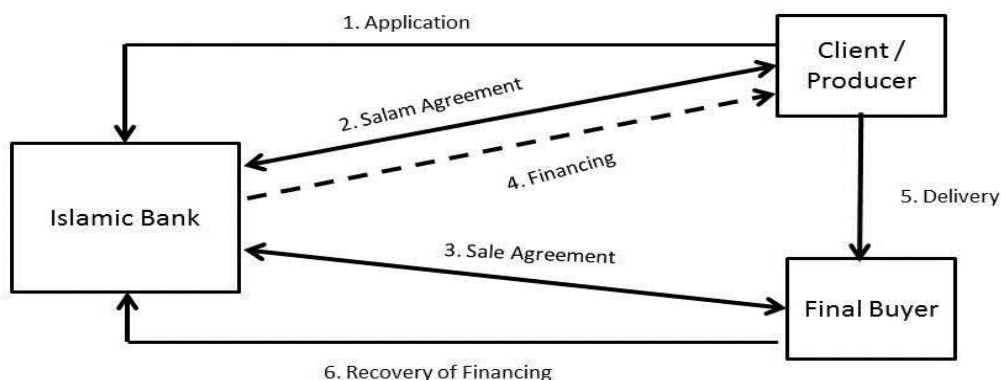 1. Application
Client /
Producer
2. Salam Agreement
4. Financing
Islamic Bank
5. Delivery
3. Sale Agreement
Final Buyer
6. Recovery of Financing